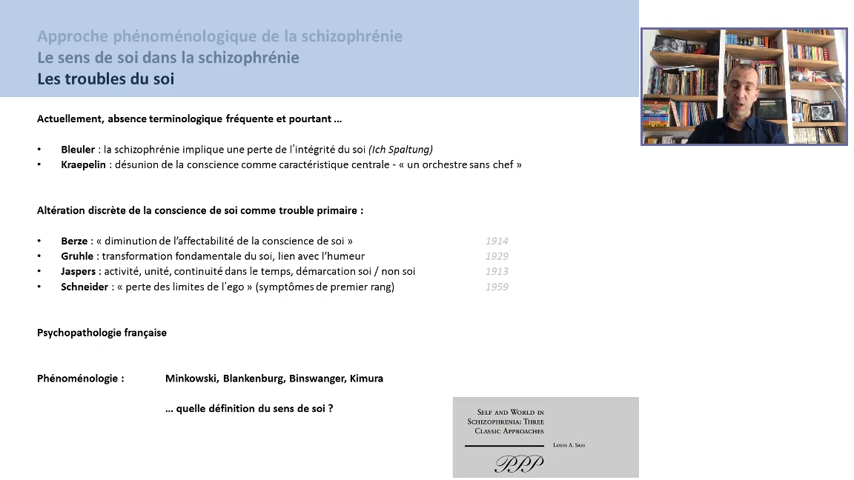 Approche phénoménologique de la schizophrénie
Le sens de soi dans la schizophrénie
Les troubles du soi
Actuellement, absence terminologique fréquente et pourtant ...
• Bleuler : la schizophrénie implique une perte de l'intégrité du soi (Ich Spaltung)
• Kraepelin : désunion de la conscience comme caractéristique centrale - « un orchestre sans chef »
Altération discrète de la conscience de soi comme trouble primaire :
• Berze : « diminution de l'affectabilité de la conscience de soi » 1914
• Gruhle : transformation fondamentale du soi, lien avec l'humeur 1929
• Jaspers : activité, unité, continuité dans le temps, démarcation soi / non soi 1913
• Schneider : « perte des limites de l'ego » (symptômes de premier rang) 1959
Psychopathologie française
Phénoménologie : Minkowski, Blankenburg, Binswanger, Kimura
... quelle définition du sens de soi ?
Self and World in
Schizophrenia: Three
Classic Approaches
Louis A. Sass
PPP